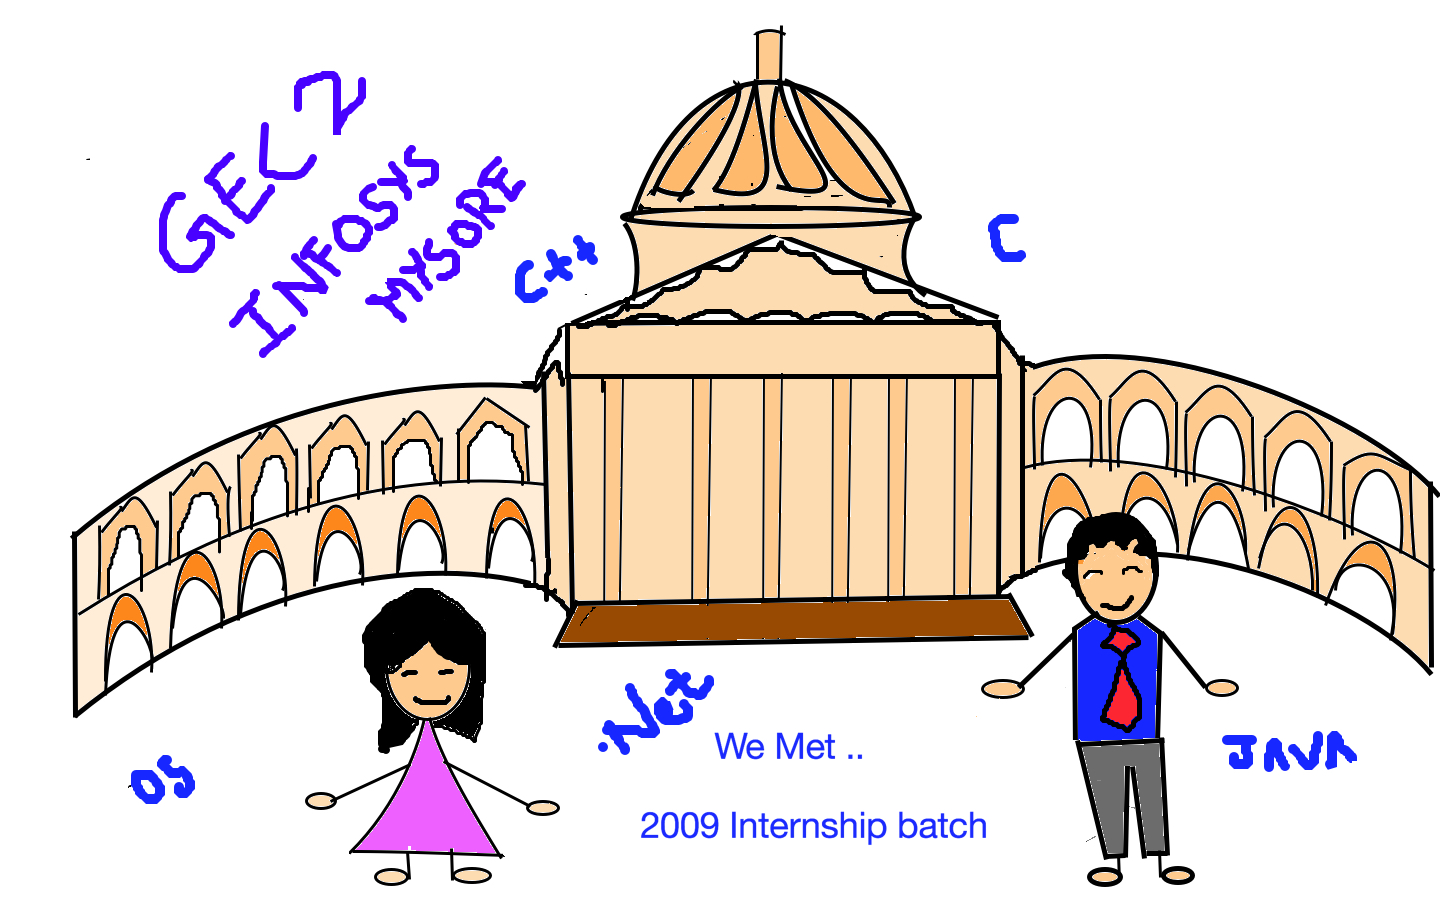 GEC 2
INFOSYS
MYSORE
C++
C
.Net
We Met ..
OS
JAVA
2009 Internship batch